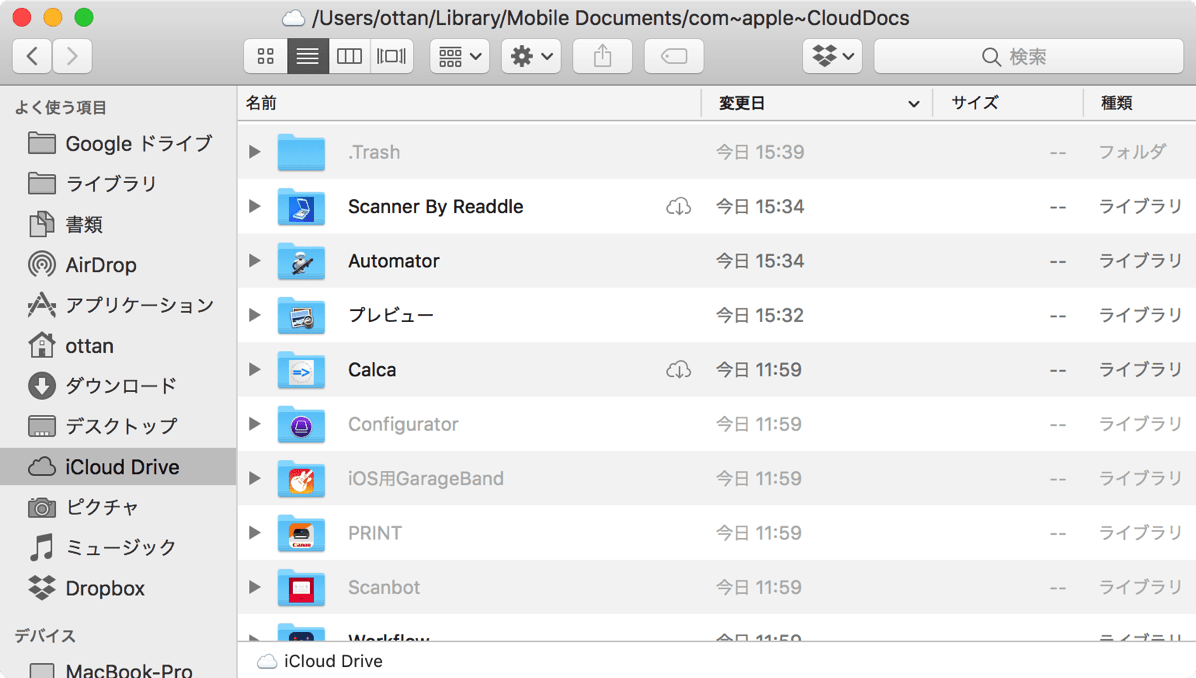 /Users/ottan/Library/Mobile Documents/com~apple~CloudDocs
検索
よく使う項目
Google ドライブ
ライブラリ
書類
AirDrop
アプリケーション
ottan
ダウンロード
デスクトップ
iCloud Drive
ピクチャ
ミュージック
Dropbox
デバイス
MacBook-Pro
名前 変更日 サイズ 種類
.Trash 今日 15:39 -- フォルダ
Scanner By Readdle 今日 15:34 -- ライブラリ
Automator 今日 15:34 -- ライブラリ
プレビュー 今日 15:32 -- ライブラリ
Calca 今日 11:59 -- ライブラリ
Configurator 今日 11:59 -- ライブラリ
iOS用GarageBand 今日 11:59 -- ライブラリ
PRINT 今日 11:59 -- ライブラリ
Scanbot 今日 11:59 -- ライブラリ
Workflow 今日 11:59 -- ライブラリ
iCloud Drive